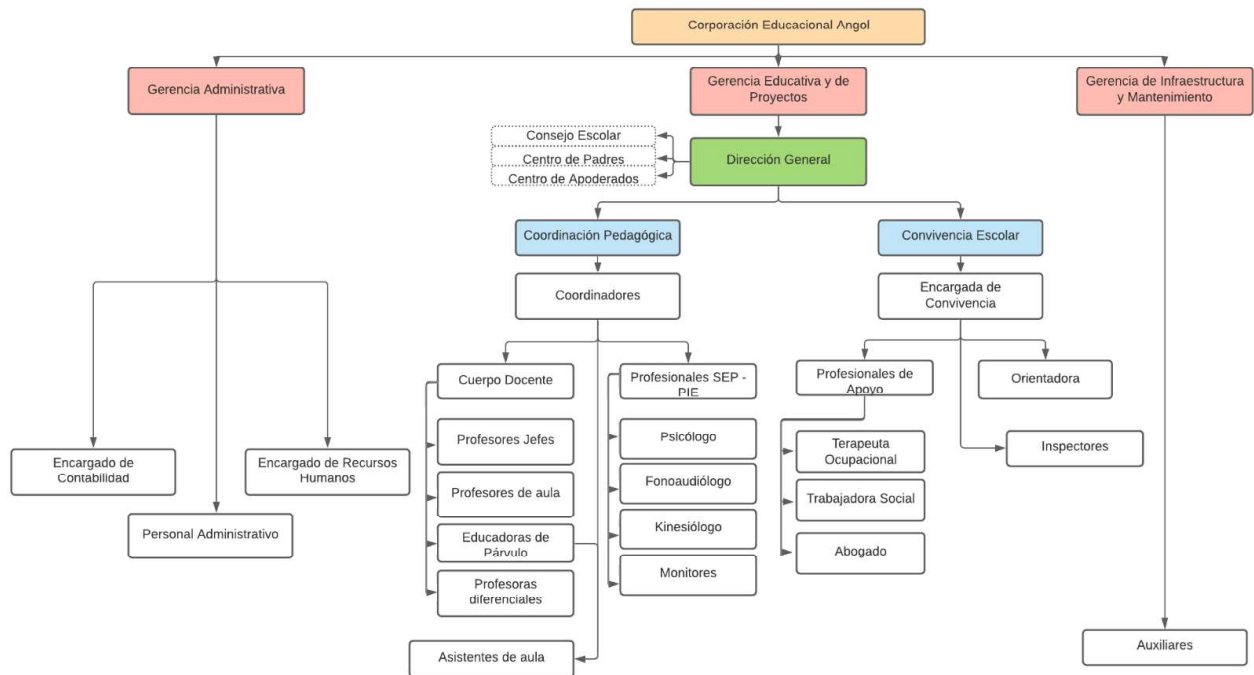 Corporación Educacional Angol
Gerencia Administrativa
Gerencia Educativa y de
Proyectos
Gerencia de Infraestructura
y Mantenimiento
Consejo Escolar
Centro de Padres
Centro de Apoderados
Dirección General
Coordinación Pedagógica
Convivencia Escolar
Coordinadores
Encargada de
Convivencia
Cuerpo Docente
Profesionales SEP -
PIE
Profesionales de
Apoyo
Orientadora
Profesores Jefes
Psicólogo
Terapeuta
Ocupacional
Inspectores
Encargado de
Contabilidad
Encargado de Recursos
Humanos
Profesores de aula
Fonoaudiólogo
Trabajadora Social
Personal Administrativo
Educadoras de
Párvulo
Kinesiólogo
Abogado
Profesoras
diferenciales
Monitores
Asistentes de aula
Auxiliares